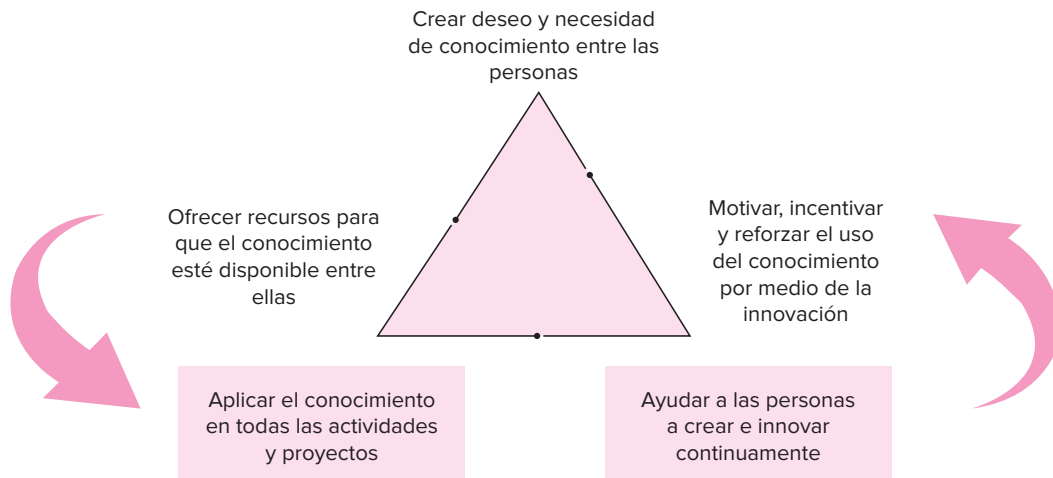 Crear deseo y necesidad
de conocimiento entre las
personas
Ofrecer recursos para
que el conocimiento
esté disponible entre
ellas
Motivar, incentivar
y reforzar el uso
del conocimiento
por medio de la
innovación
Aplicar el conocimiento
en todas las actividades
y proyectos
Ayudar a las personas
a crear e innovar
continuamente